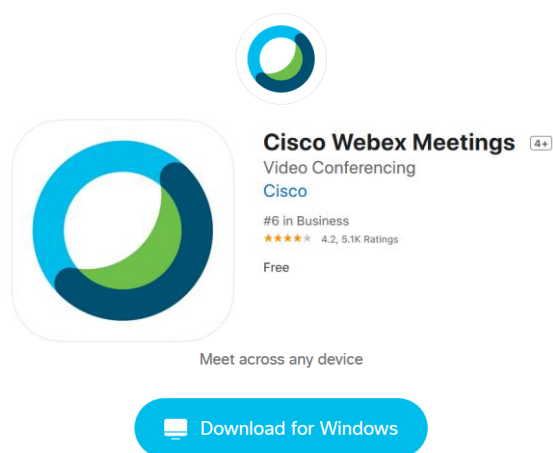 Cisco Webex Meetings 4+
Video Conferencing
Cisco
#6 in Business
4.2, 5.1K Ratings
Free
Meet across any device
Download for Windows